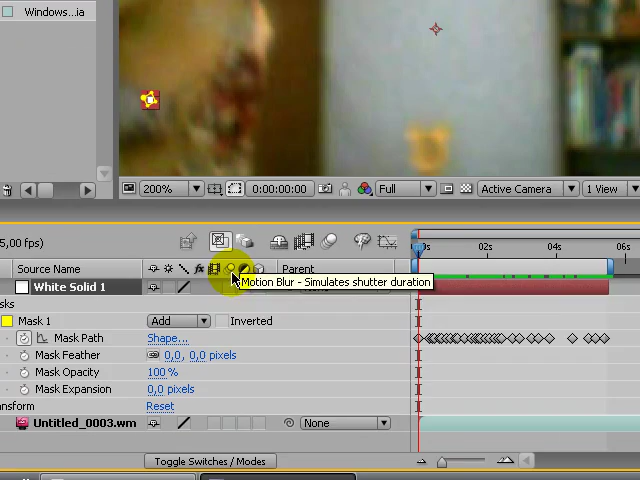 Windows...ia
200%
0:00:00:00
Full
Active Camera
1 View
5,00 fps)
0s 02s 04s 06s
Source Name
fx
Parent
Motion Blur - Simulates shutter duration
White Solid 1
asks
Mask 1
Add
Inverted
Mask Path
Shape...
Mask Feather
0,0, 0,0 pixels
Mask Opacity
100 %
Mask Expansion
0,0 pixels
ansform
Reset
Untitled_0003.wm
None
Toggle Switches / Modes